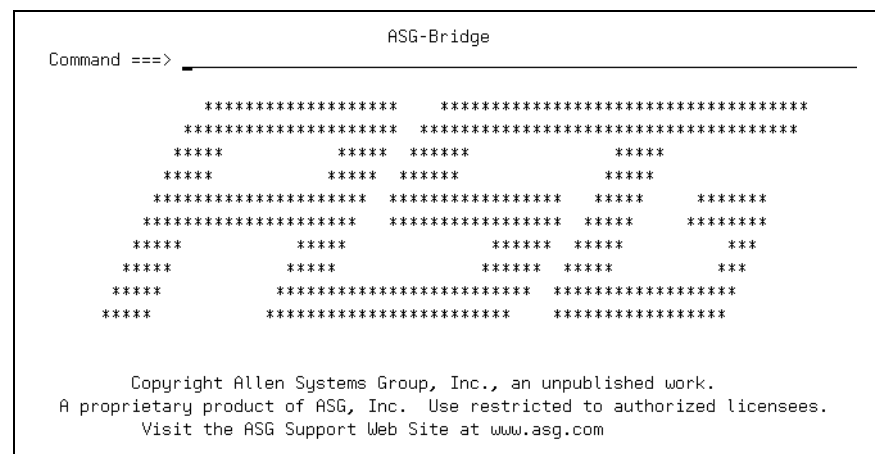 ASG-Bridge
Command ===> 
******************* ************************************
********************* *************************************
***** ***** ****** *****
***** ***** ****** *****
********************* ***************** ***** *******
********************* ***************** ***** ********
***** ***** ****** ***** ***
***** ***** ****** ***** ***
***** ************************* ******************
***** ************************ *****************
Copyright Allen Systems Group, Inc., an unpublished work.
A proprietary product of ASG, Inc. Use restricted to authorized licensees.
Visit the ASG Support Web Site at www.asg.com